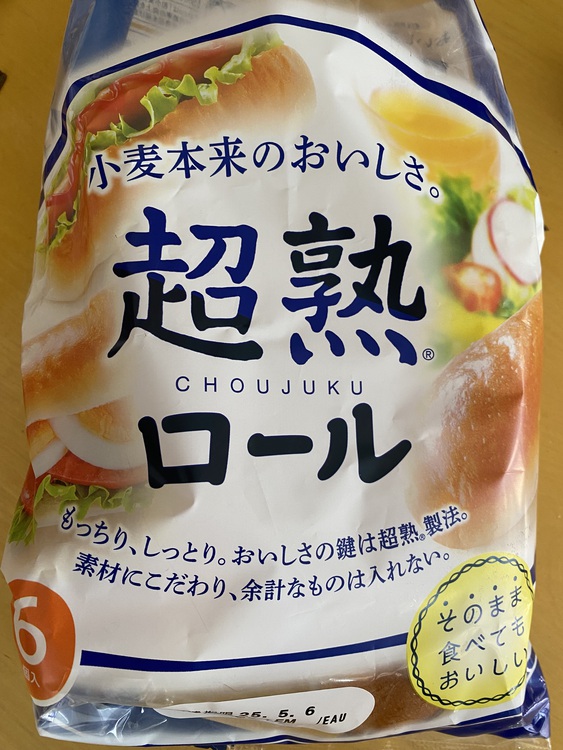 小麦本来のおいしさ。
超熟®
CHOUJUKU
ロール
もっちり、しっとり。おいしさの鍵は超熟®製法。
素材にこだわり、余計なものは入れない。
6
そのまま
食べても
おいしい
25. 5. 6
/EAU